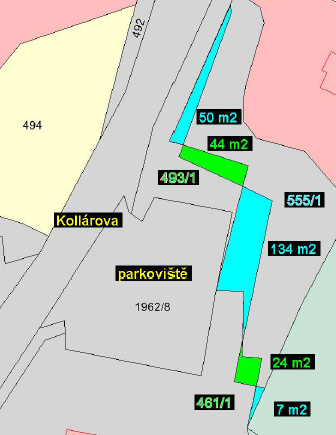 492
50 m2
494
44 m2
493/1
555/1
Kollárova
134 m2
parkoviště
1962/8
24 m2
461/1
7 m2